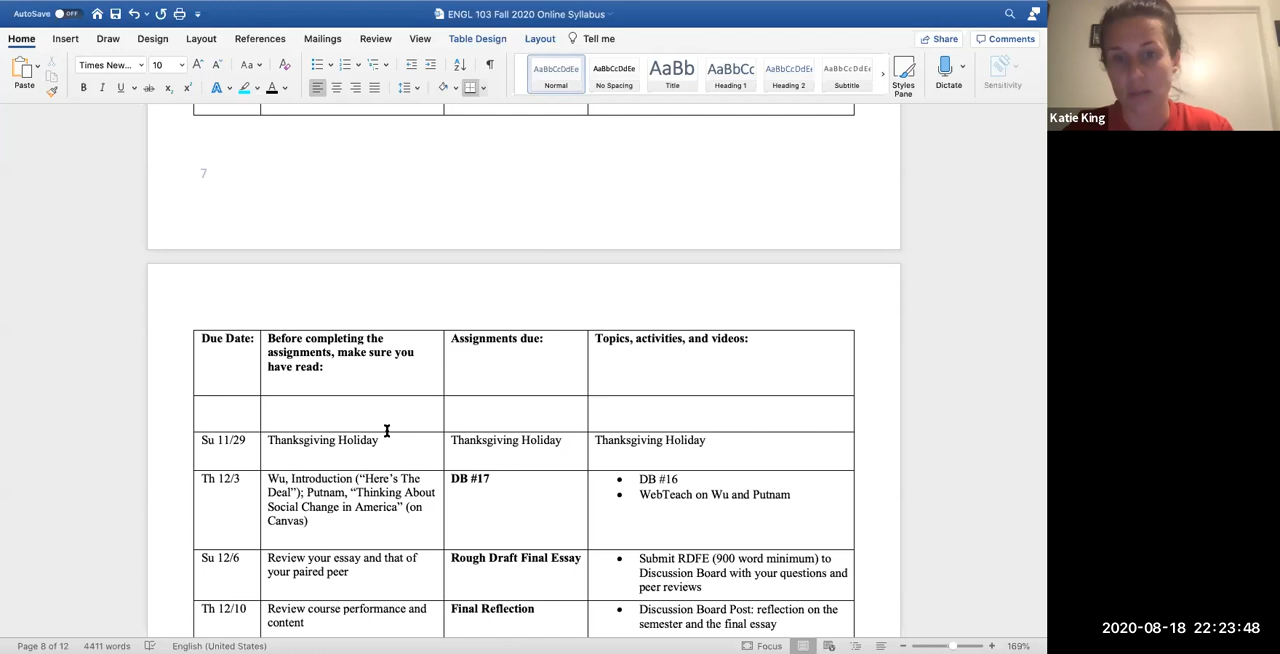 AutoSave OFF
ENGL 103 Fall 2020 Online Syllabus
Home Insert Draw Design Layout References Mailings Review View Table Design Layout Tell me
Share Comments
Paste
Times New... 10
Aa
B I U ab x₂ x²
AaBbCcDdEe
Normal
AaBbCcDdEe
No Spacing
AaBb
Title
AaBbCc
Heading 1
AaBbCcDdEe
Heading 2
AaBbCcDdE
Subtitle
Styles
Pane
Dictate
Sensitivity
Katie King
7
Due Date:
Before completing the
assignments, make sure you
have read:
Assignments due:
Topics, activities, and videos:
Su 11/29
Thanksgiving Holiday
Thanksgiving Holiday
Thanksgiving Holiday
Th 12/3
Wu, Introduction (“Here’s The
Deal”); Putnam, “Thinking About
Social Change in America” (on
Canvas)
DB #17
• DB #16
• WebTeach on Wu and Putnam
Su 12/6
Review your essay and that of
your paired peer
Rough Draft Final Essay
• Submit RDFE (900 word minimum) to
Discussion Board with your questions and
peer reviews
Th 12/10
Review course performance and
content
Final Reflection
• Discussion Board Post: reflection on the
semester and the final essay
2020-08-18 22:23:48
Page 8 of 12 4411 words English (United States)
Focus
169%